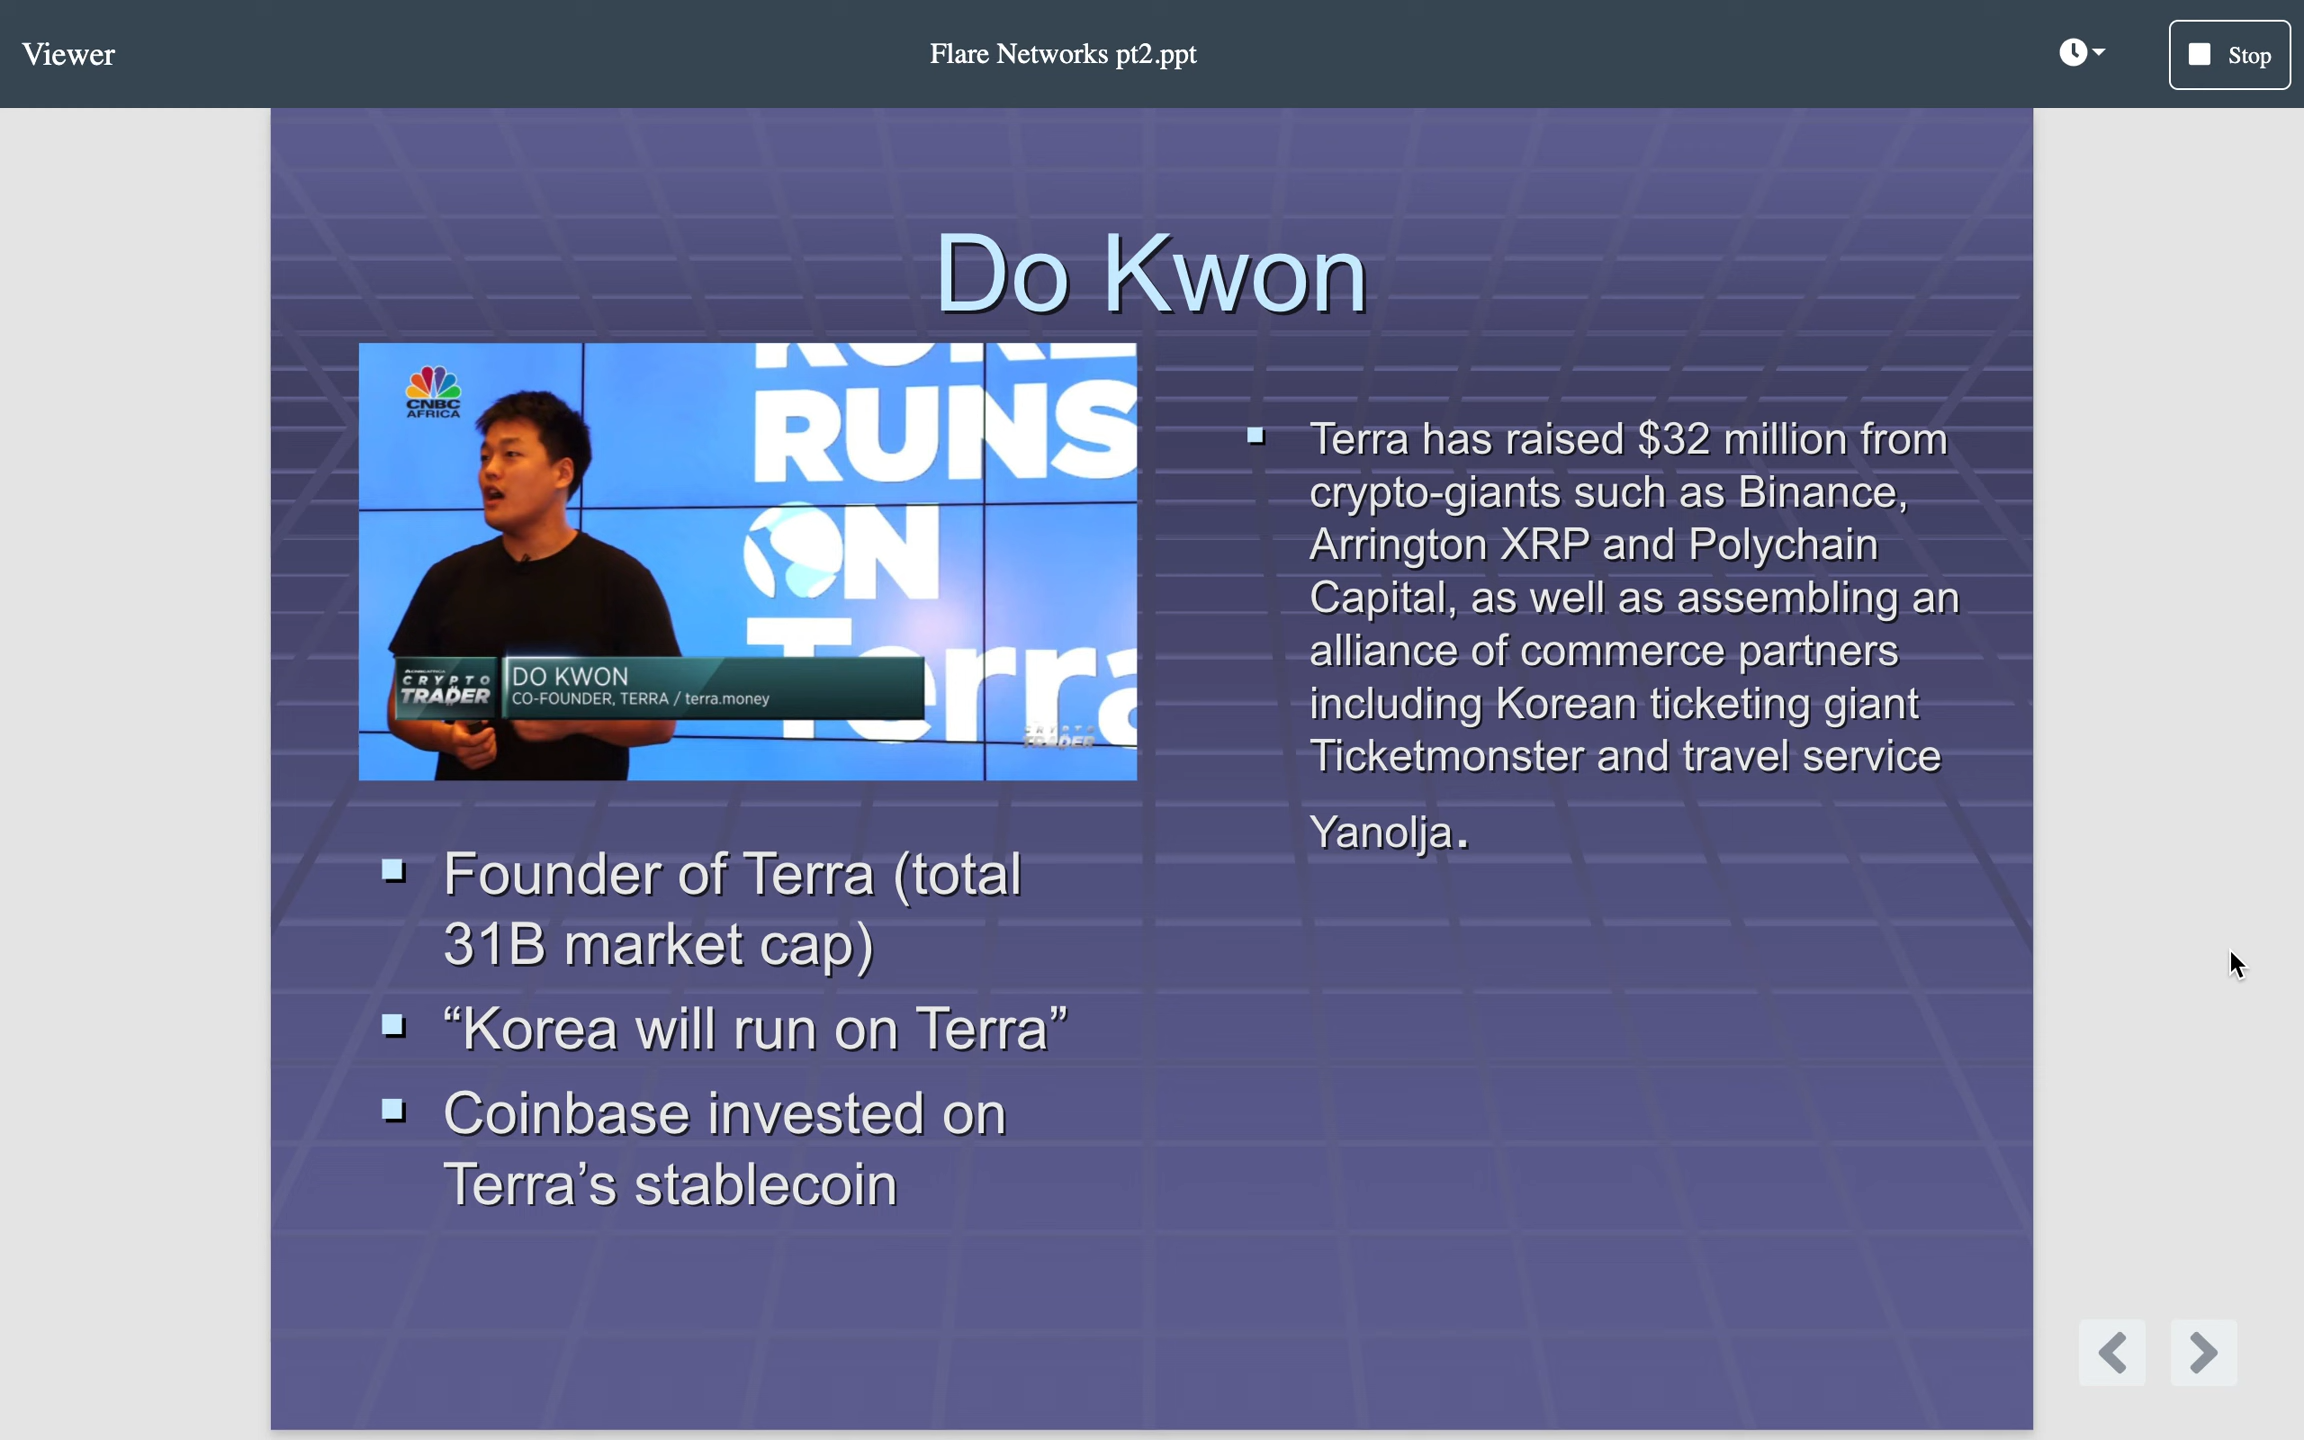 Viewer
Flare Networks pt2.ppt
Stop
Do Kwon
CNBC
AFRICA
RUNS
ON
Terra
CRYPTO
TRADER
DO KWON
CO-FOUNDER, TERRA / terra.money
CRYPTO
TRADER
Founder of Terra (total
31B market cap)
“Korea will run on Terra”
Coinbase invested on
Terra’s stablecoin
Terra has raised $32 million from
crypto-giants such as Binance,
Arrington XRP and Polychain
Capital, as well as assembling an
alliance of commerce partners
including Korean ticketing giant
Ticketmonster and travel service
Yanolja.